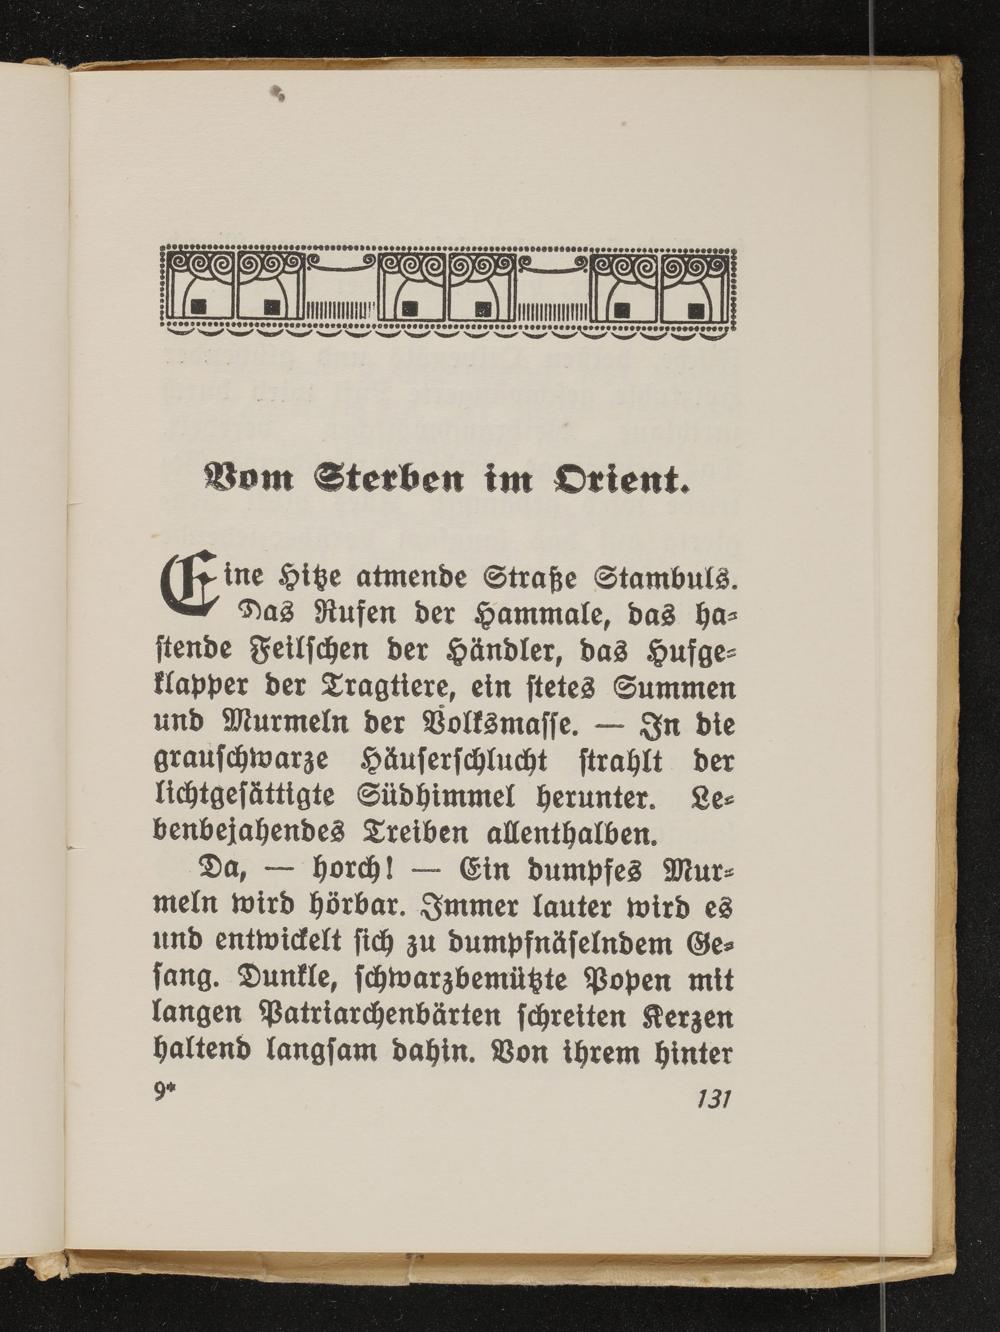 Vom Sterben im Orient.
Eine Hitze atmende Straße Stambuls.
Das Rufen der Hammale, das ha-
stende Feilschen der Händler, das Hufge-
klapper der Tragtiere, ein stetes Summen
und Murmeln der Volksmasse. — In die
grauschwarze Häuserschlucht strahlt der
lichtgesättigte Südhimmel herunter. Le-
benbejahendes Treiben allenthalben.
Da, — horch! — Ein dumpfes Mur-
meln wird hörbar. Immer lauter wird es
und entwickelt sich zu dumpfnäselndem Ge-
sang. Dunkle, schwarzbemützte Popen mit
langen Patriarchenbärten schreiten Kerzen
haltend langsam dahin. Von ihrem hinter
9*
131